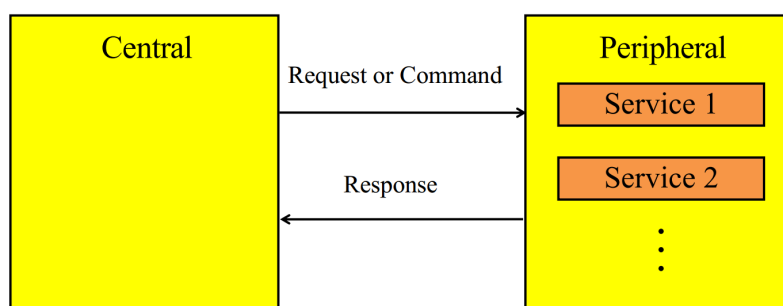 Central
Peripheral
Request or Command
Service 1
Response
Service 2